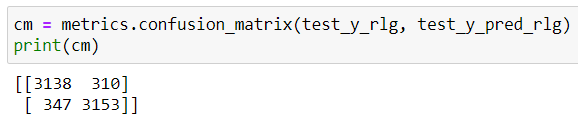 cm = metrics.confusion_matrix(test_y_rlg, test_y_pred_rlg)
print(cm)
[[3138  310]
 [ 347 3153]]